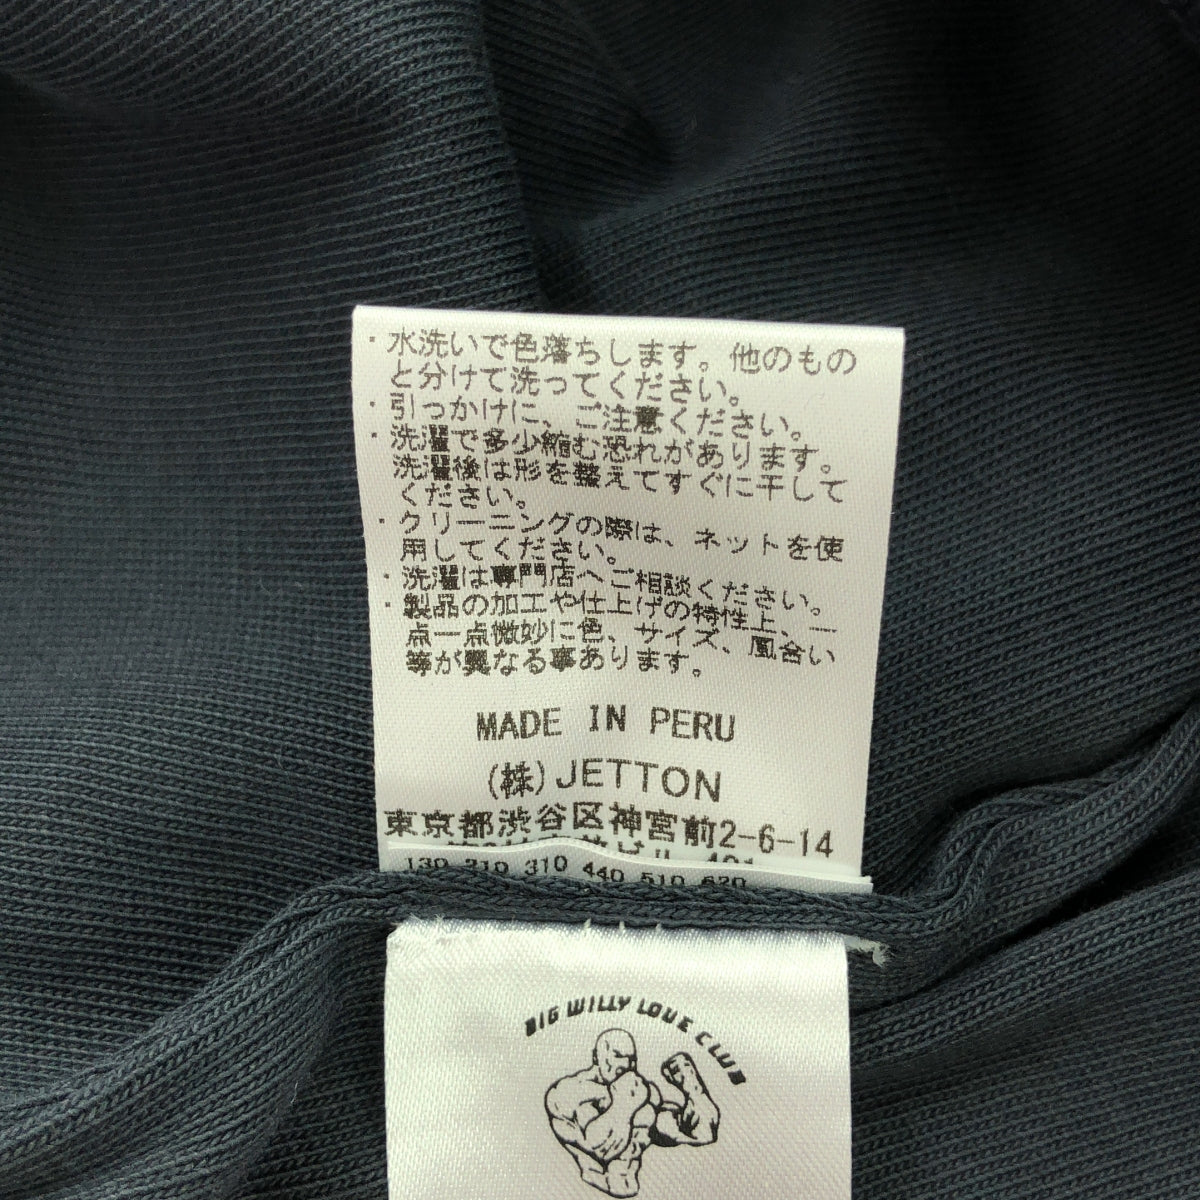 ・水洗いで色落ちします。他のもの
と分けて洗ってください。
・引っかけに、ご注意ください。
・洗濯で多少縮む恐れがあります。
洗濯後は形を整えてすぐに干して
ください。
・クリーニングの際は、ネットを使
用してください。
・洗濯は専門店へご相談ください。
・製品の加工や仕上げの特性上、一
点一点微妙に色、サイズ、風合い
等が異なる事あります。
MADE IN PERU
(株)JETTON
東京都渋谷区神宮前2-6-14
130 210 310 440 510 620
BIG WILLY LOVE CLUB